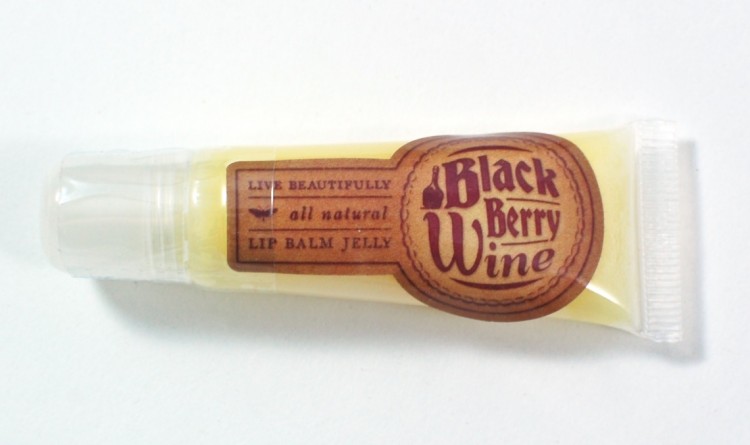 LIVE BEAUTIFULLY
all natural
LIP BALM JELLY
Black
Berry
Wine